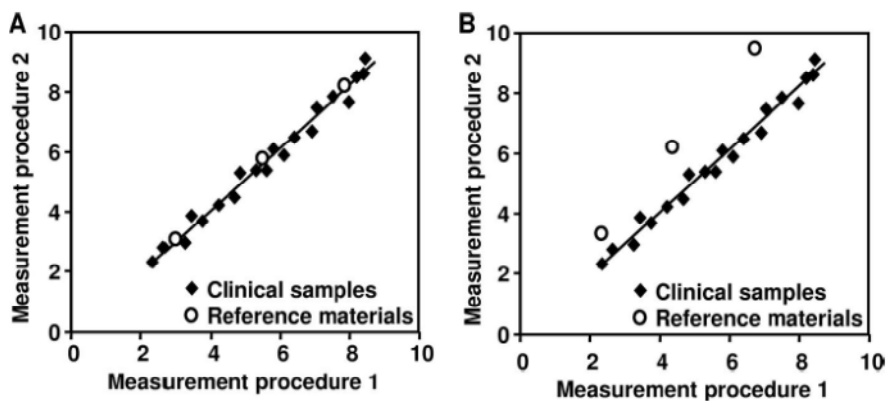 A
Measurement procedure 2
10
8
6
4
2
0
Clinical samples
Reference materials
0 2 4 6 8 10
Measurement procedure 1
B
Measurement procedure 2
10
8
6
4
2
0
Clinical samples
Reference materials
0 2 4 6 8 10
Measurement procedure 1